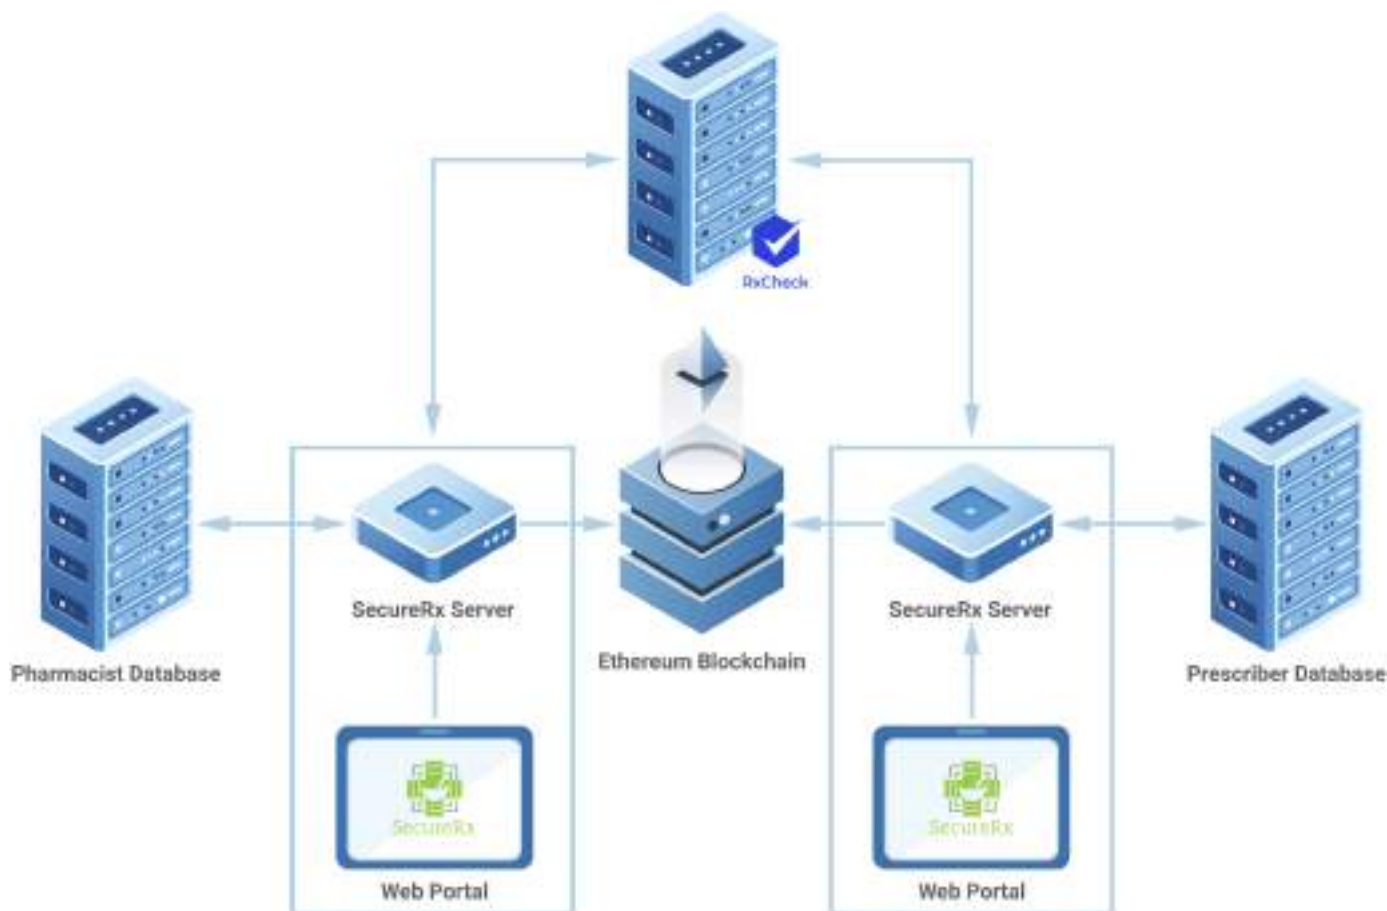 RxCheck
SecureRx Server
SecureRx Server
Ethereum Blockchain
Pharmacist Database
Prescriber Database
SecureRx
SecureRx
Web Portal
Web Portal